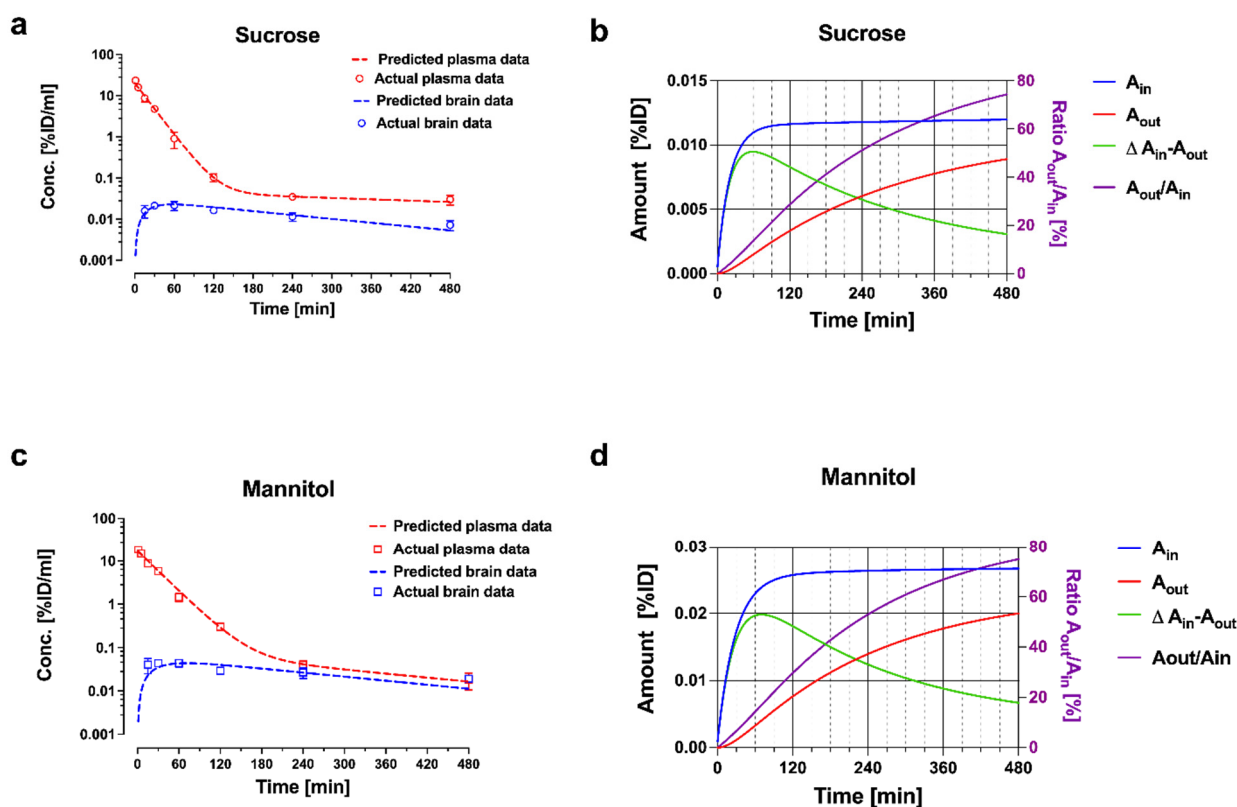 a
Sucrose
Predicted plasma data
Actual plasma data
Predicted brain data
Actual brain data
Conc. [%ID/ml]
100
10
1
0.1
0.01
0.001
0 60 120 180 240 300 360 420 480
Time [min]
b
Sucrose
Amount [%ID]
0.015
0.010
0.005
0.000
0 120 240 360 480
Time [min]
80
60
40
20
0
Ratio Aout/Ain [%]
Ain
Aout
Δ Ain-Aout
Aout/Ain
c
Mannitol
Predicted plasma data
Actual plasma data
Predicted brain data
Actual brain data
Conc. [%ID/ml]
100
10
1
0.1
0.01
0.001
0 60 120 180 240 300 360 420 480
Time [min]
d
Mannitol
Amount [%ID]
0.03
0.02
0.01
0.00
0 120 240 360 480
Time [min]
80
60
40
20
0
Ratio Aout/Ain [%]
Ain
Aout
Δ Ain-Aout
Aout/Ain